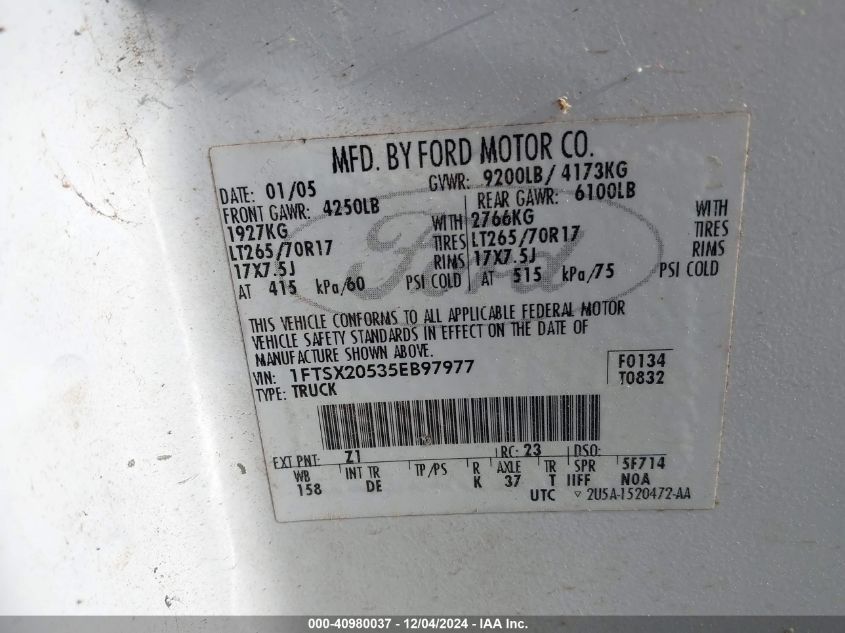 MFD. BY FORD MOTOR CO.
DATE: 01/05 GVWR: 9200LB/ 4173KG
FRONT GAWR: 4250LB REAR GAWR: 6100LB
1927KG WITH 2766KG WITH
LT265/70R17 TIRES LT265/70R17 TIRES
17X7.5J RIMS 17X7.5J RIMS
AT 415 kPa/60 PSI COLD AT 515 kPa/75 PSI COLD
Ford
THIS VEHICLE CONFORMS TO ALL APPLICABLE FEDERAL MOTOR
VEHICLE SAFETY STANDARDS IN EFFECT ON THE DATE OF
MANUFACTURE SHOWN ABOVE.
VIN: 1FTSX20535EB97977 F0134
TYPE: TRUCK T0832
EXT PNT: Z1 RC: 23 DSO:
WB INT TR TP/PS R AXLE TR SPR 5F714
158 DE K 37 T IIFF N0A
UTC ▿ 2U5A-1520472-AA
000-40980037 - 12/04/2024 - IAA Inc.